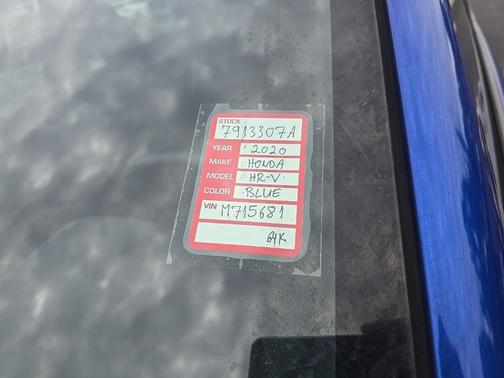 STOCK
7913307A
YEAR 2020
MAKE HONDA
MODEL HR-V
COLOR BLUE
VIN M715681
64K